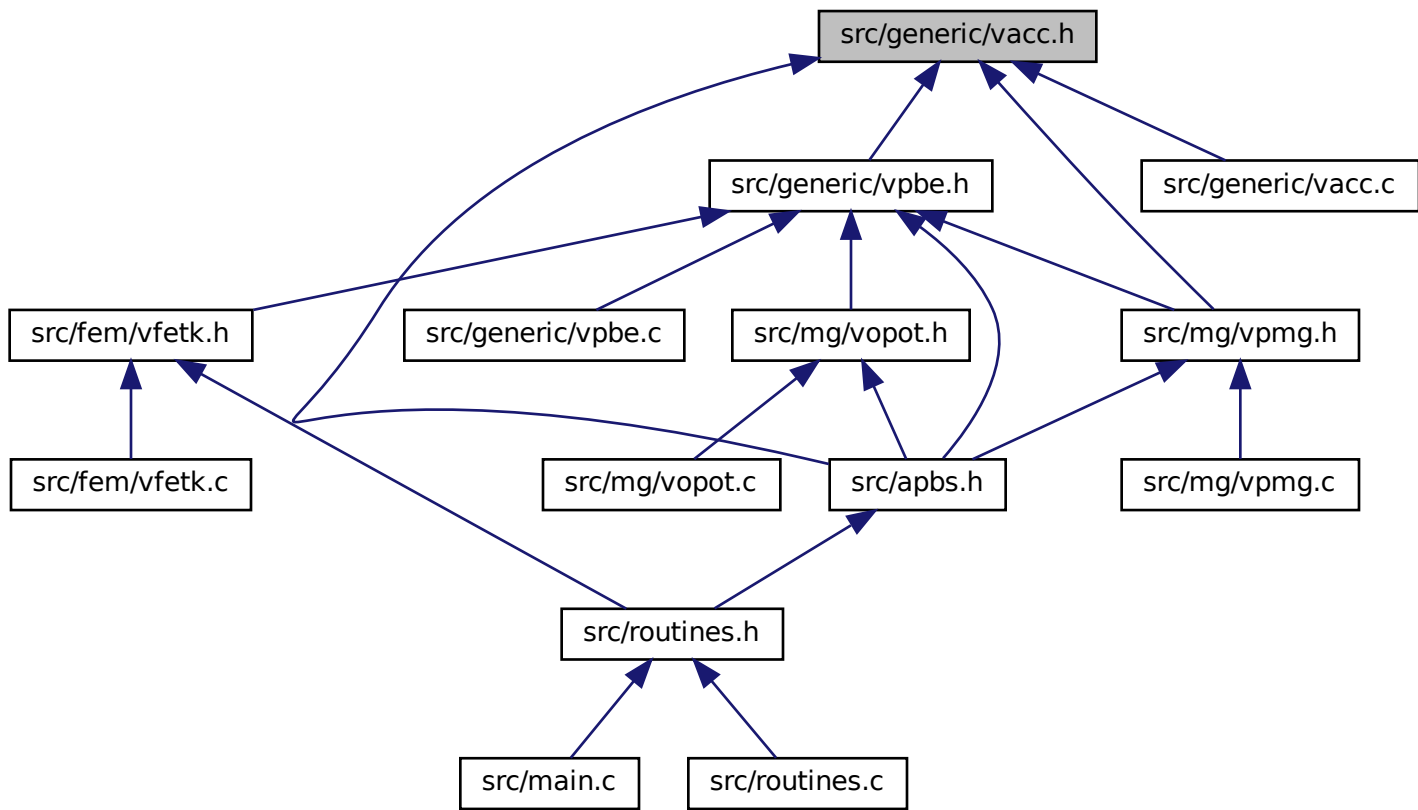 src/generic/vacc.h
src/generic/vpbe.h
src/generic/vacc.c
src/fem/vfetk.h
src/generic/vpbe.c
src/mg/vopot.h
src/mg/vpmg.h
src/fem/vfetk.c
src/mg/vopot.c
src/apbs.h
src/mg/vpmg.c
src/routines.h
src/main.c
src/routines.c